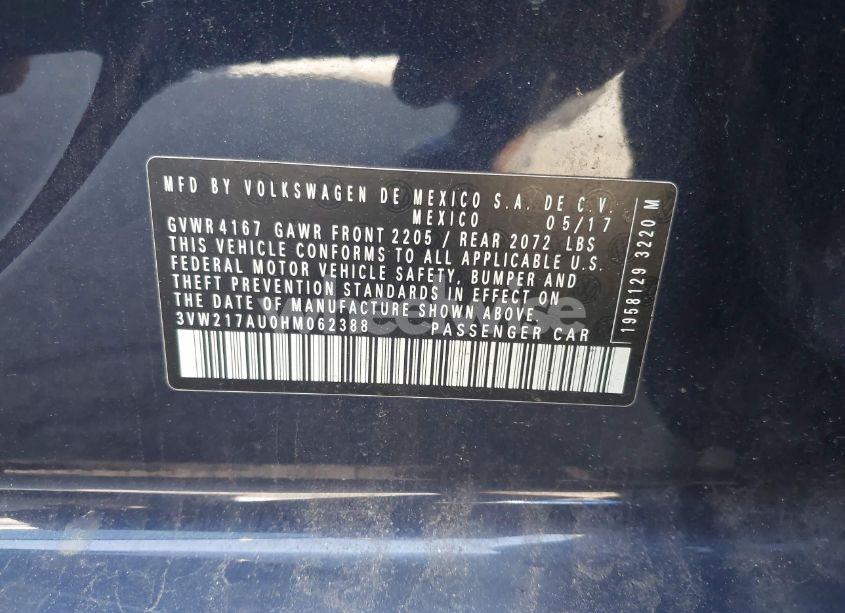 MFD BY VOLKSWAGEN DE MEXICO S.A. DE C.V.
MEXICO 05/17
GVWR 4167 GAWR FRONT 2205 / REAR 2072 LBS
THIS VEHICLE CONFORMS TO ALL APPLICABLE U.S.
FEDERAL MOTOR VEHICLE SAFETY, BUMPER AND
THEFT PREVENTION STANDARDS IN EFFECT ON
THE DATE OF MANUFACTURE SHOWN ABOVE.
3VW217AU0HM062388 PASSENGER CAR
1958129 3220 M